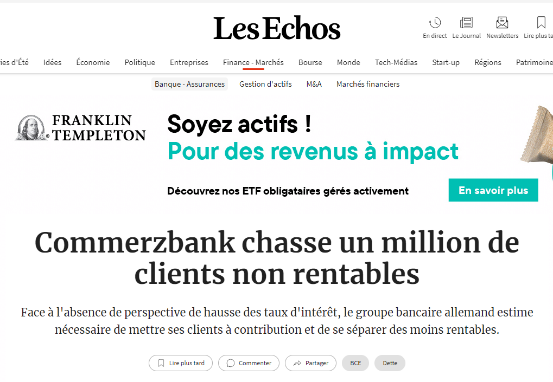 Les Echos
En direct Le Journal Newsletters Lire plus ta
ies d'Été Idées Économie Politique Entreprises Finance - Marchés Bourse Monde Tech-Médias Start-up Régions Patrimoine
Banque - Assurances Gestion d'actifs M&A Marchés financiers
FRANKLIN
TEMPLETON
Soyez actifs !
Pour des revenus à impact
Découvrez nos ETF obligataires gérés activement
En savoir plus
Commerzbank chasse un million de
clients non rentables
Face à l'absence de perspective de hausse des taux d'intérêt, le groupe bancaire allemand estime
nécessaire de mettre ses clients à contribution et de se séparer des moins rentables.
Lire plus tard Commenter Partager BCE Dette